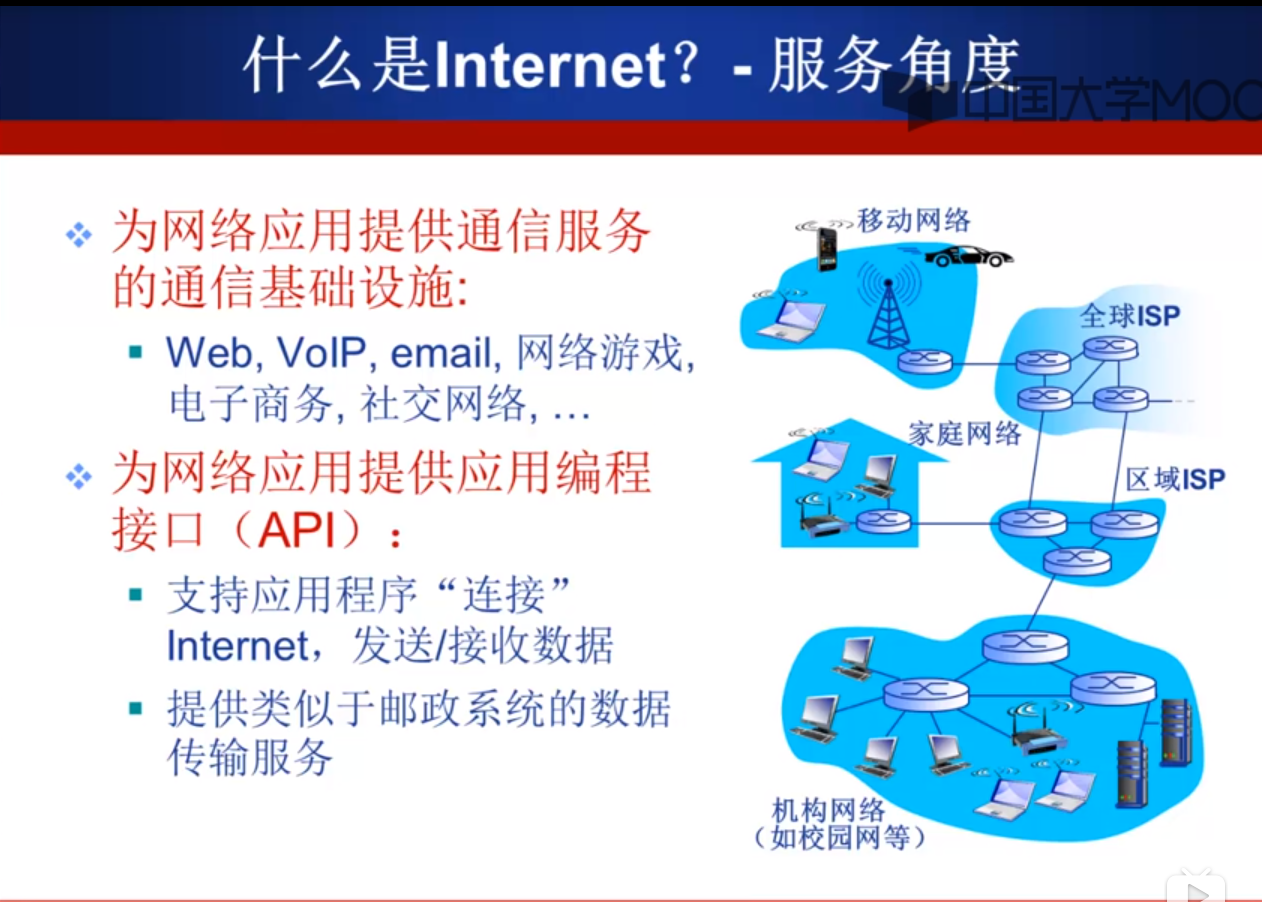 什么是Internet？- 服务角度
中国大学MOO
为网络应用提供通信服务
的通信基础设施:
Web, VoIP, email, 网络游戏,
电子商务, 社交网络, …
为网络应用提供应用编程
接口（API）：
支持应用程序“连接”
Internet，发送/接收数据
提供类似于邮政系统的数据
传输服务
移动网络
全球ISP
家庭网络
区域ISP
机构网络
（如校园网等）